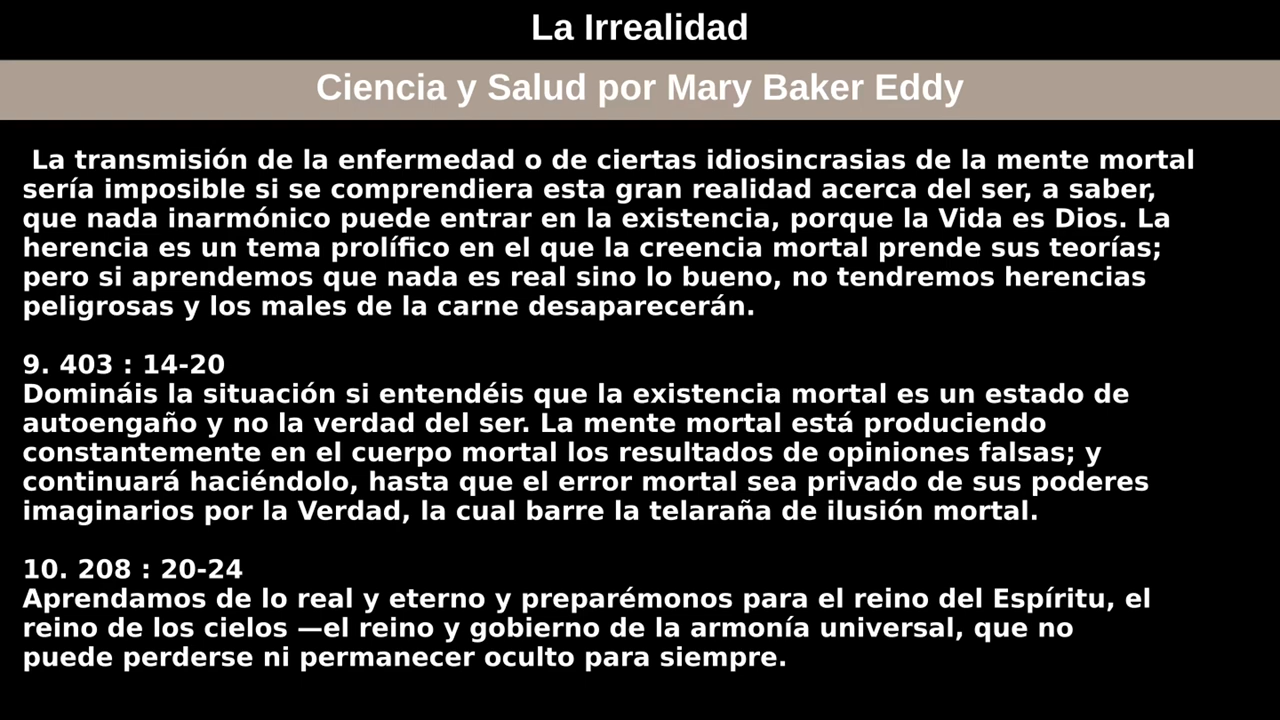 La Irrealidad
Ciencia y Salud por Mary Baker Eddy
La transmisión de la enfermedad o de ciertas idiosincrasias de la mente mortal
sería imposible si se comprendiera esta gran realidad acerca del ser, a saber,
que nada inarmónico puede entrar en la existencia, porque la Vida es Dios. La
herencia es un tema prolífico en el que la creencia mortal prende sus teorías;
pero si aprendemos que nada es real sino lo bueno, no tendremos herencias
peligrosas y los males de la carne desaparecerán.
9. 403 : 14-20
Domináis la situación si entendéis que la existencia mortal es un estado de
autoengaño y no la verdad del ser. La mente mortal está produciendo
constantemente en el cuerpo mortal los resultados de opiniones falsas; y
continuará haciéndolo, hasta que el error mortal sea privado de sus poderes
imaginarios por la Verdad, la cual barre la telaraña de ilusión mortal.
10. 208 : 20-24
Aprendamos de lo real y eterno y preparémonos para el reino del Espíritu, el
reino de los cielos —el reino y gobierno de la armonía universal, que no
puede perderse ni permanecer oculto para siempre.